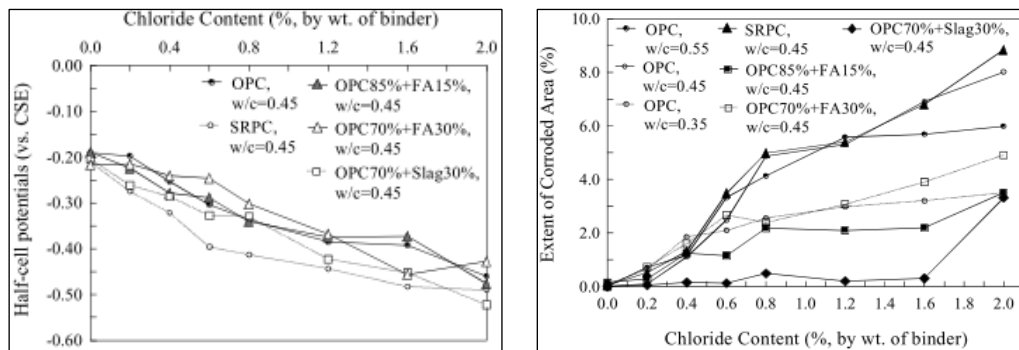 Chloride Content (%, by wt. of binder)
0.0 0.2 0.4 0.6 0.8 1.2 1.6 2.0
0.00
-0.10
-0.20
-0.30
-0.40
-0.50
-0.60
Half-cell potentials (vs. CSE)
OPC,
w/c=0.45
SRPC,
w/c=0.45
OPC85%+FA15%,
w/c=0.45
OPC70%+FA30%,
w/c=0.45
OPC70%+Slag30%,
w/c=0.45
10.0
8.0
6.0
4.0
2.0
0.0
Extent of Corroded Area (%)
OPC,
w/c=0.55
OPC,
w/c=0.45
OPC,
w/c=0.35
SRPC,
w/c=0.45
OPC85%+FA15%,
w/c=0.45
OPC70%+FA30%,
w/c=0.45
OPC70%+Slag30%,
w/c=0.45
0.0 0.2 0.4 0.6 0.8 1.2 1.6 2.0
Chloride Content (%, by wt. of binder)